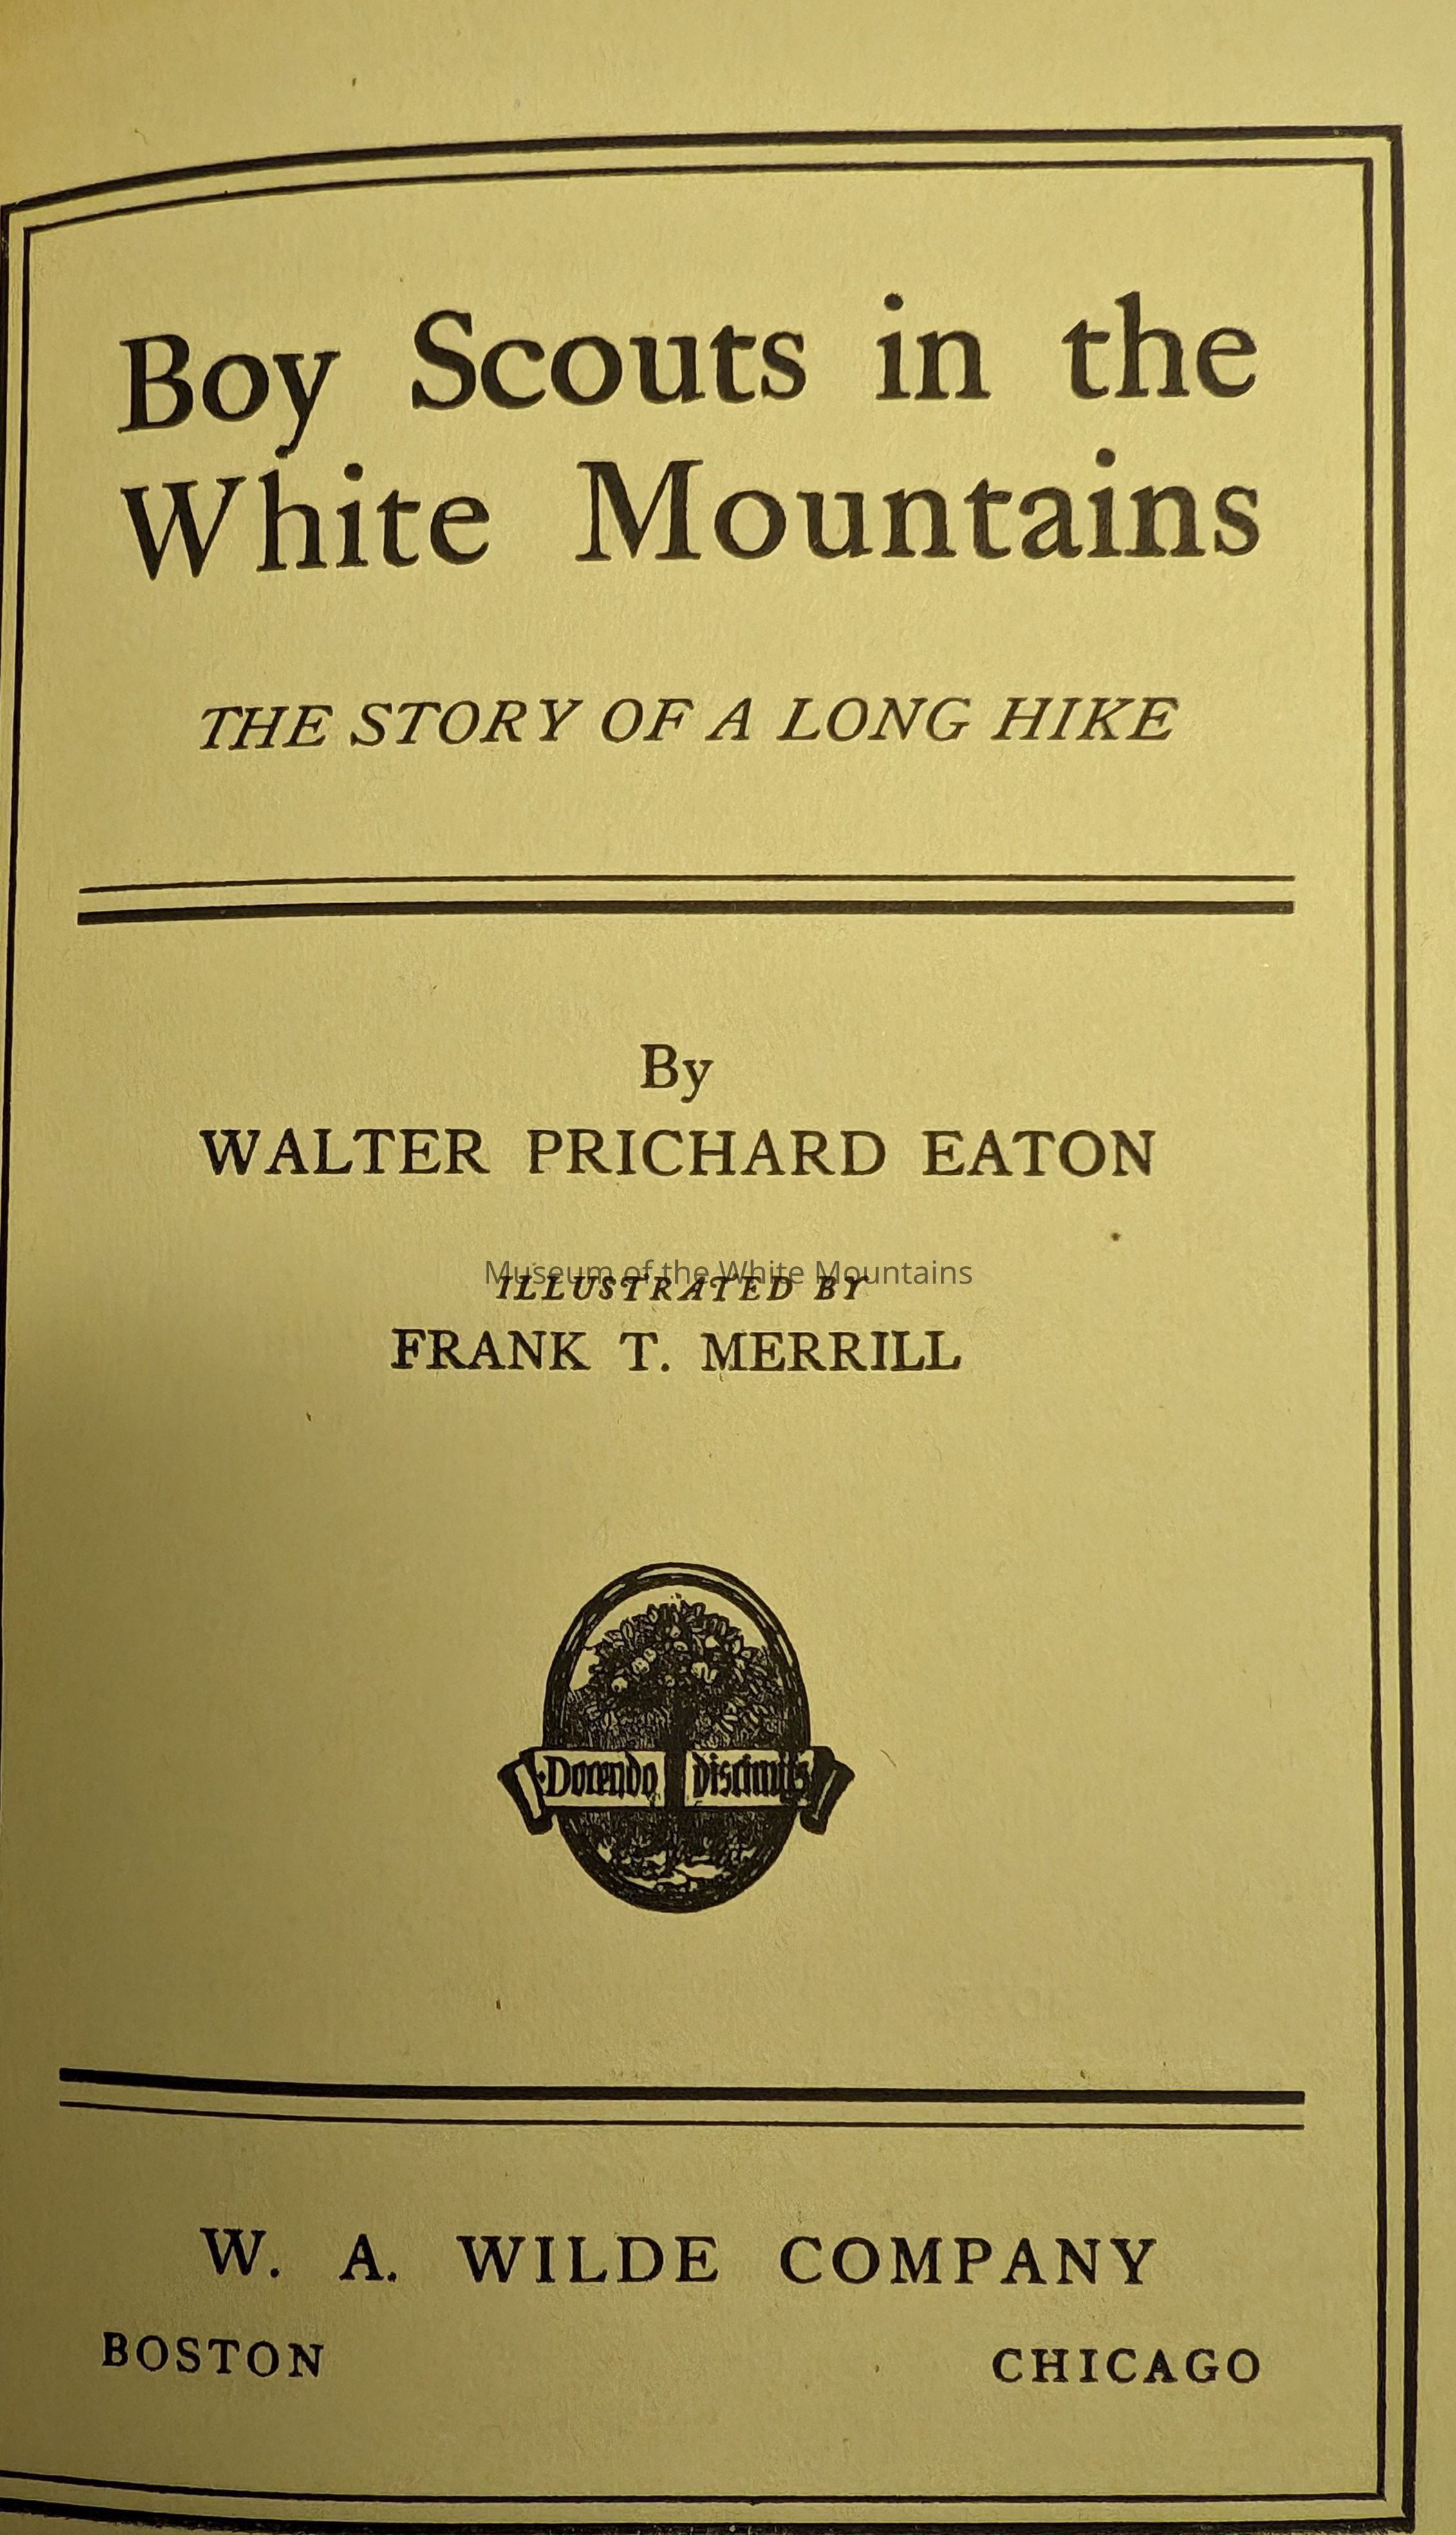 Boy Scouts in the
White Mountains
THE STORY OF A LONG HIKE
By
WALTER PRICHARD EATON
Museum of the White Mountains
ILLUSTRATED BY
FRANK T. MERRILL
Docendo discimus
W. A. WILDE COMPANY
BOSTON CHICAGO